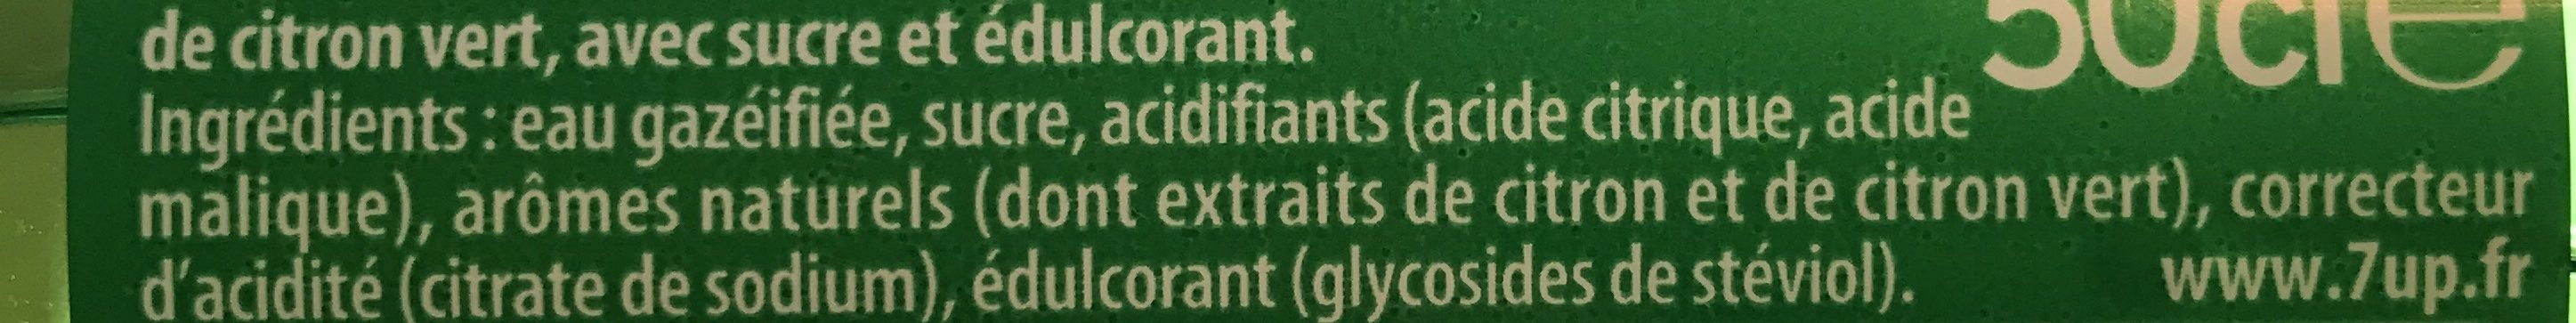 de citron vert, avec sucre et édulcorant.
50cl e
Ingrédients : eau gazéifiée, sucre, acidifiants (acide citrique, acide
malique), arômes naturels (dont extraits de citron et de citron vert), correcteur
d'acidité (citrate de sodium), édulcorant (glycosides de stéviol).
www.7up.fr